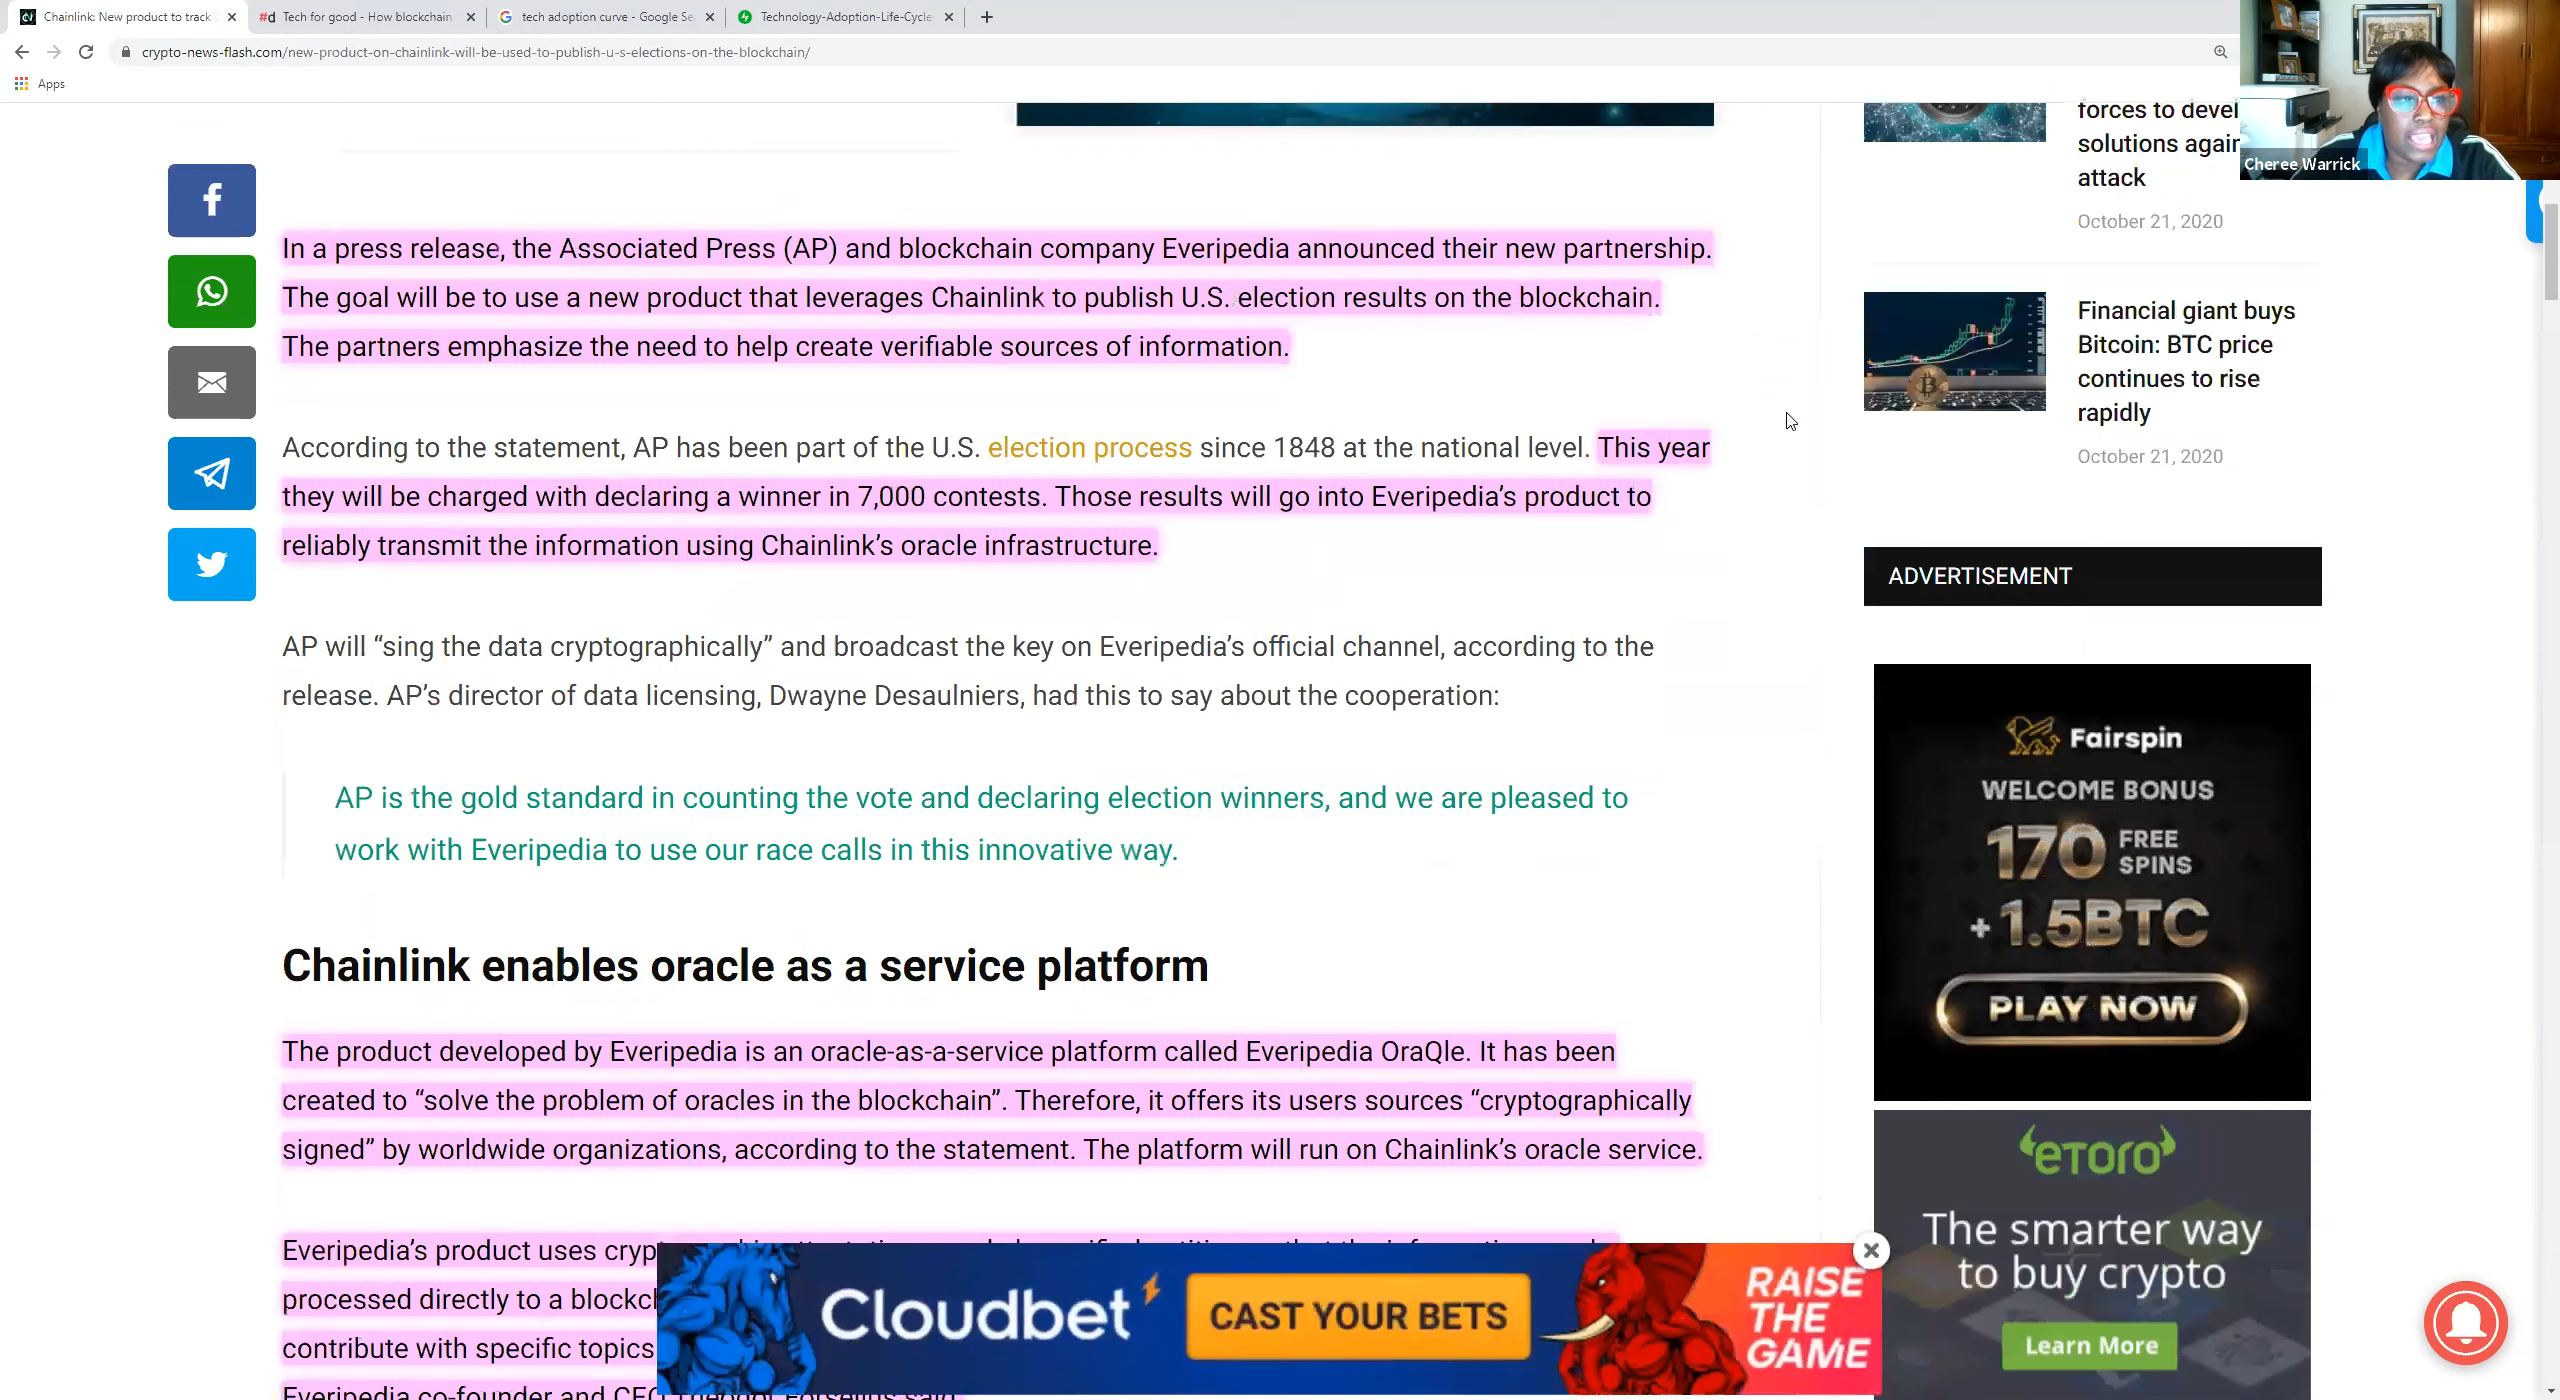 Chainlink: New product to track
#d Tech for good - How blockchain
tech adoption curve - Google Se
Technology-Adoption-Life-Cycle
crypto-news-flash.com/new-product-on-chainlink-will-be-used-to-publish-u-s-elections-on-the-blockchain/
Apps
Cheree Warrick
forces to devel
solutions again
attack
October 21, 2020
In a press release, the Associated Press (AP) and blockchain company Everipedia announced their new partnership.
The goal will be to use a new product that leverages Chainlink to publish U.S. election results on the blockchain.
The partners emphasize the need to help create verifiable sources of information.
Financial giant buys
Bitcoin: BTC price
continues to rise
rapidly
October 21, 2020
According to the statement, AP has been part of the U.S. election process since 1848 at the national level. This year
they will be charged with declaring a winner in 7,000 contests. Those results will go into Everipedia’s product to
reliably transmit the information using Chainlink’s oracle infrastructure.
ADVERTISEMENT
AP will “sing the data cryptographically” and broadcast the key on Everipedia’s official channel, according to the
release. AP’s director of data licensing, Dwayne Desaulniers, had this to say about the cooperation:
AP is the gold standard in counting the vote and declaring election winners, and we are pleased to
work with Everipedia to use our race calls in this innovative way.
Fairspin
WELCOME BONUS
170 FREE SPINS
+1.5BTC
PLAY NOW
Chainlink enables oracle as a service platform
The product developed by Everipedia is an oracle-as-a-service platform called Everipedia OraQle. It has been
created to “solve the problem of oracles in the blockchain”. Therefore, it offers its users sources “cryptographically
signed” by worldwide organizations, according to the statement. The platform will run on Chainlink’s oracle service.
eToro
The smarter way
to buy crypto
Learn More
Everipedia’s product uses cryp
processed directly to a blockch
contribute with specific topics
Everipedia co-founder and CEO
Cloudbet
CAST YOUR BETS
RAISE
THE
GAME